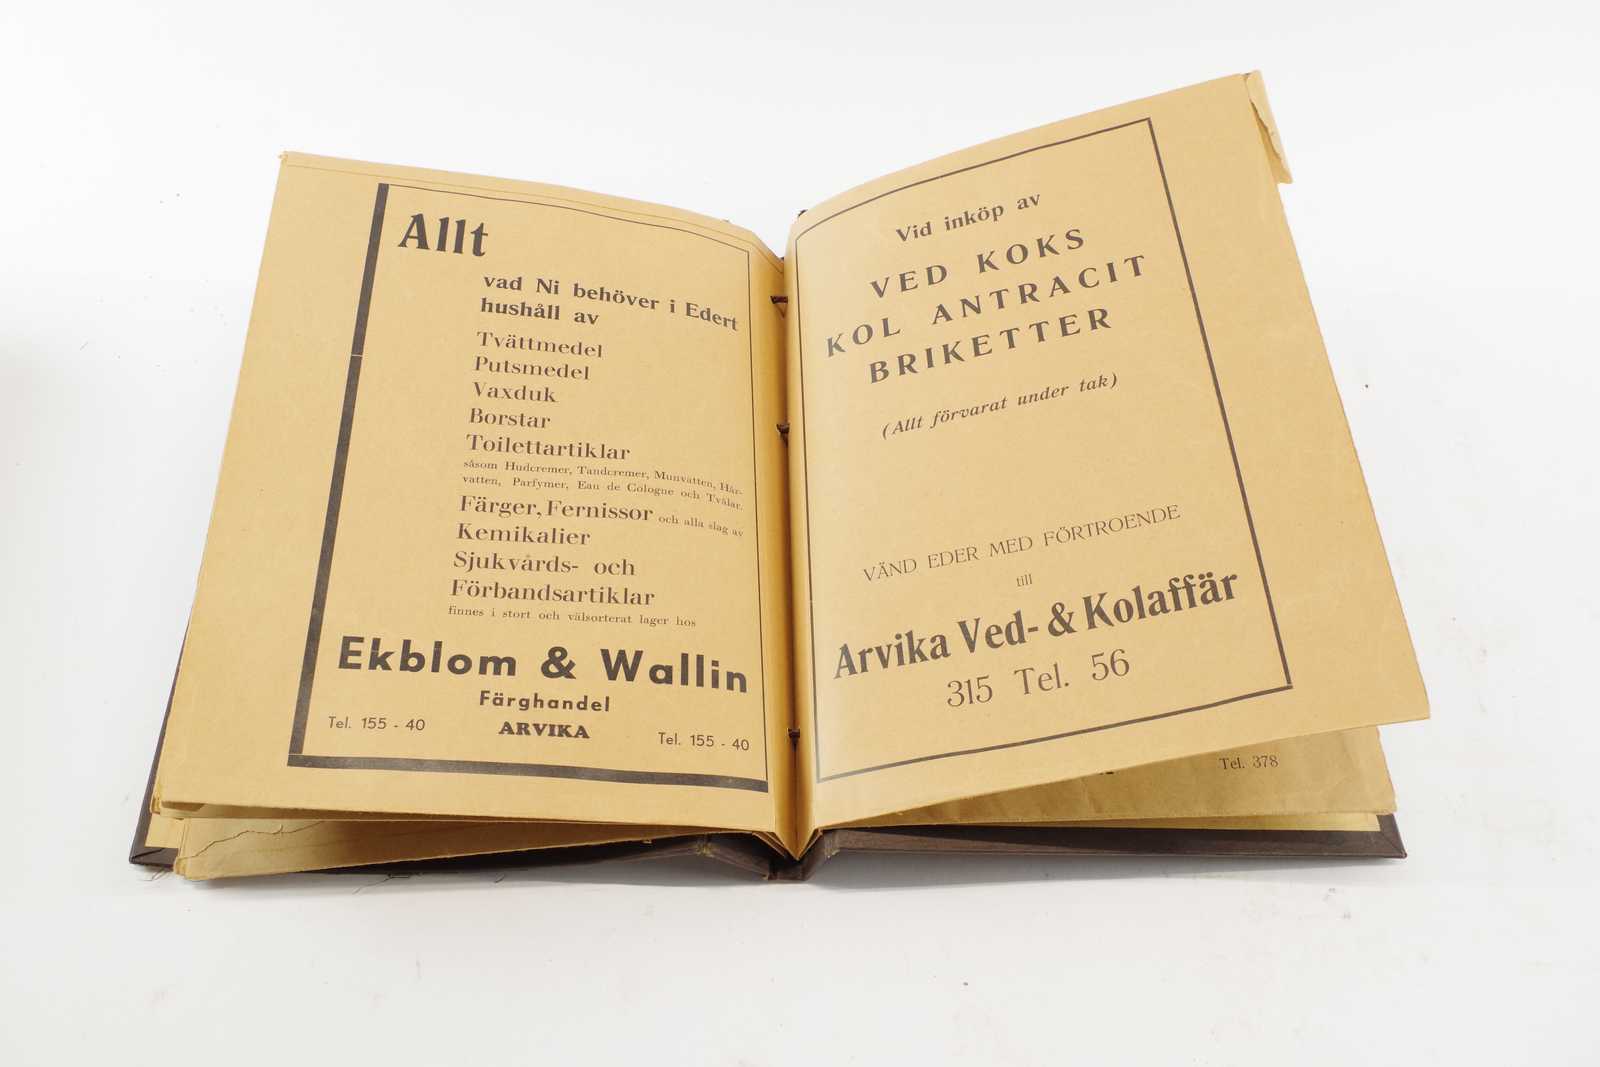 Allt
vad Ni behöver i Edert
hushåll av
Tvättmedel
Putsmedel
Vaxduk
Borstar
Toilettartiklar
såsom Hudcremer, Tandcremer, Munvatten, Hår-
vatten, Parfymer, Eau de Cologne och Tvålar.
Färger, Fernissor och alla slag av
Kemikalier
Sjukvårds- och
Förbandsartiklar
finnes i stort och välsorterat lager hos
Ekblom & Wallin
Färghandel
Tel. 155 - 40 ARVIKA Tel. 155 - 40
Vid inköp av
VED KOKS
KOL ANTRACIT
BRIKETTER
(Allt förvarat under tak)
VÄND EDER MED FÖRTROENDE
till
Arvika Ved- & Kolaffär
315 Tel. 56
Tel. 378